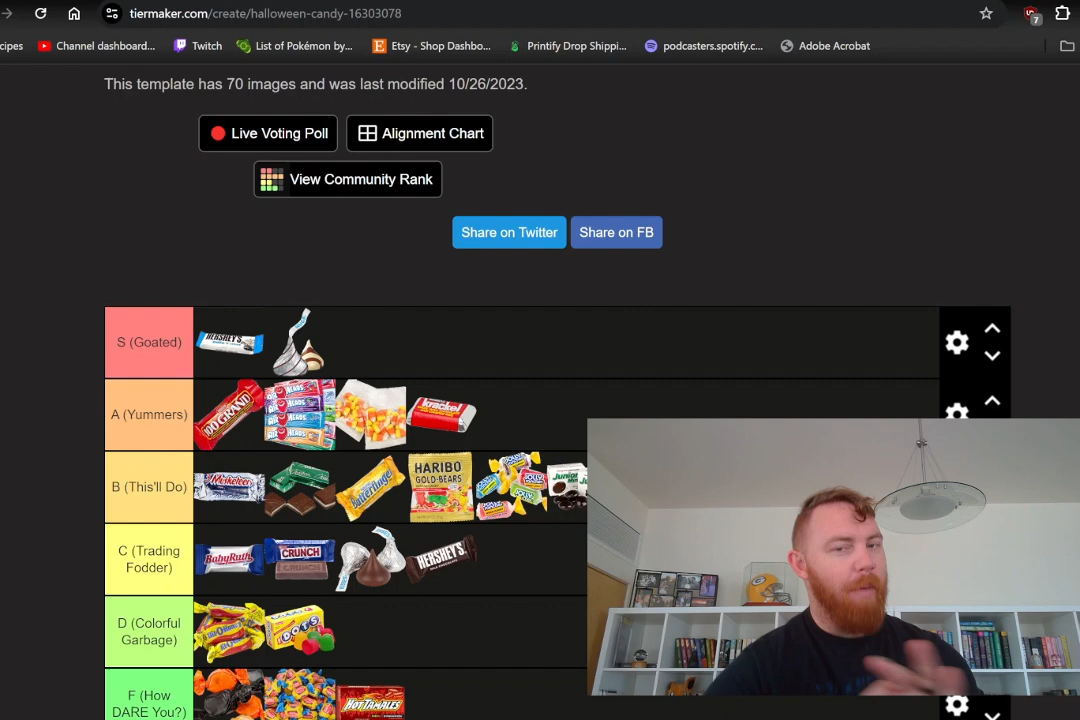 tiermaker.com/create/halloween-candy-16303078
7
cipes
Channel dashboard...
Twitch
List of Pokémon by...
Etsy - Shop Dashbo...
Printify Drop Shippi...
podcasters.spotify.c...
Adobe Acrobat
This template has 70 images and was last modified 10/26/2023.
Live Voting Poll
Alignment Chart
View Community Rank
Share on Twitter
Share on FB
S (Goated)
HERSHEY'S
A (Yummers)
100 GRAND
AIRHEADS
krackel
B (This'll Do)
Musketeers
Butterfinger
HARIBO
GOLD-BEARS
JOLLY
Junior
C (Trading
Fodder)
BabyRuth
CRUNCH
HERSHEY'S
D (Colorful
Garbage)
DOTS
F (How
DARE You?)
HOT TAMALES